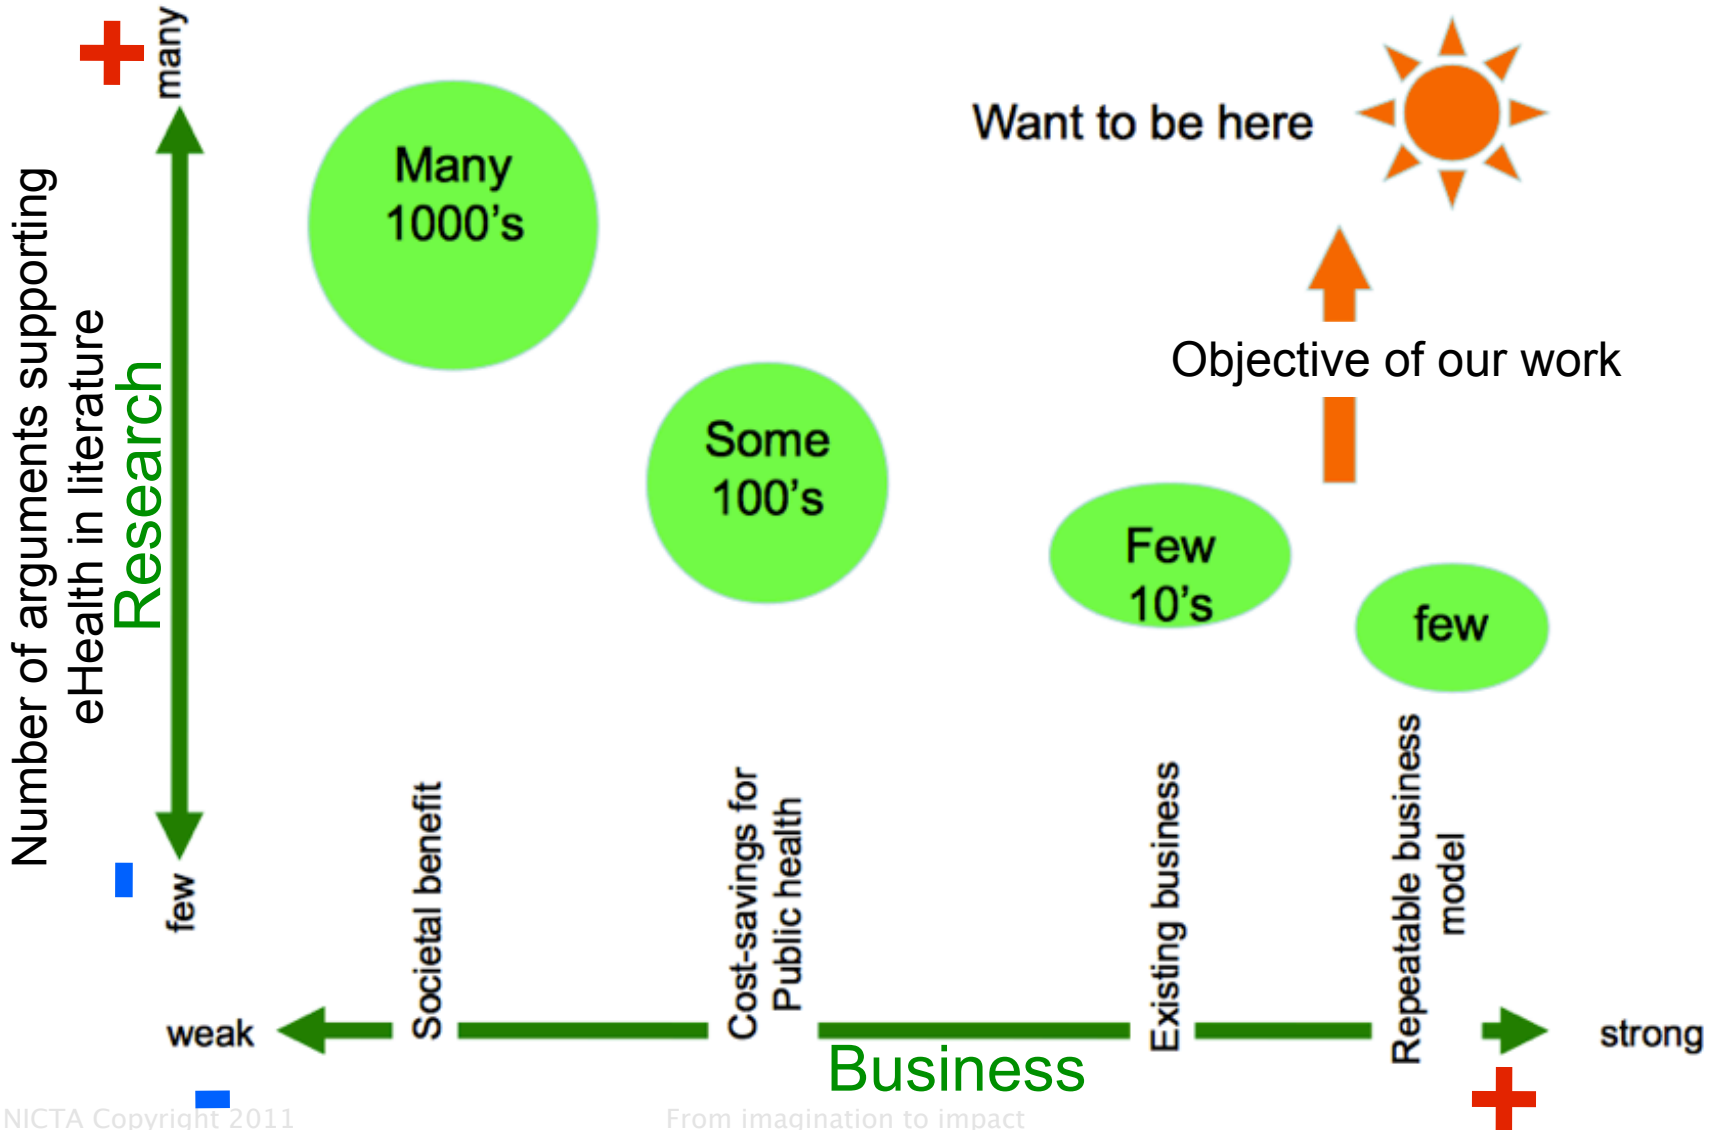 many
Number of arguments supporting
eHealth in literature
Research
few
Many
1000's
Some
100's
Few
10's
few
Want to be here
Objective of our work
weak
Societal benefit
Cost-savings for
Public health
Existing business
Repeatable business
model
strong
Business
NICTA Copyright 2011
From imagination to impact